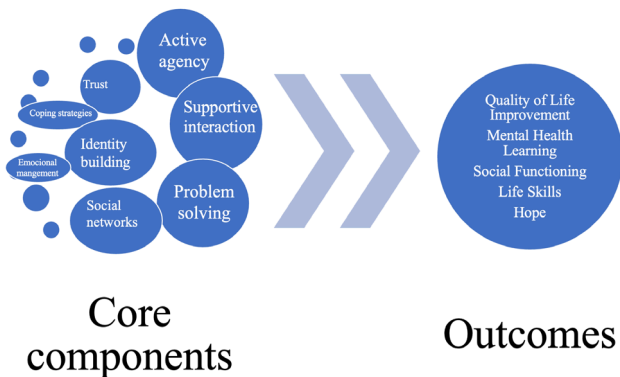 Active
agency
Trust
Supportive
interaction
Coping strategies
Identity
building
Emocional
mangement
Problem
solving
Social
networks
Quality of Life
Improvement
Mental Health
Learning
Social Functioning
Life Skills
Hope
Core
components
Outcomes